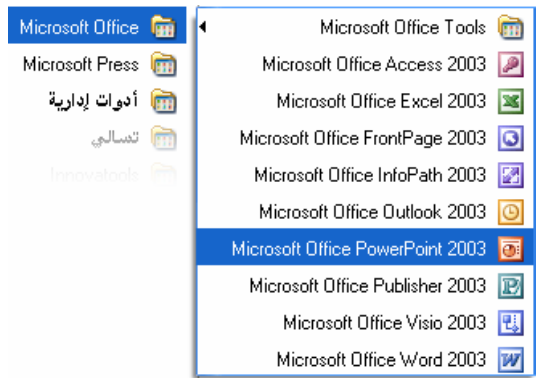 Microsoft Office
Microsoft Press
أدوات إدارية
تسالي
Innovatools
Microsoft Office Tools
Microsoft Office Access 2003
Microsoft Office Excel 2003
Microsoft Office FrontPage 2003
Microsoft Office InfoPath 2003
Microsoft Office Outlook 2003
Microsoft Office PowerPoint 2003
Microsoft Office Publisher 2003
Microsoft Office Visio 2003
Microsoft Office Word 2003